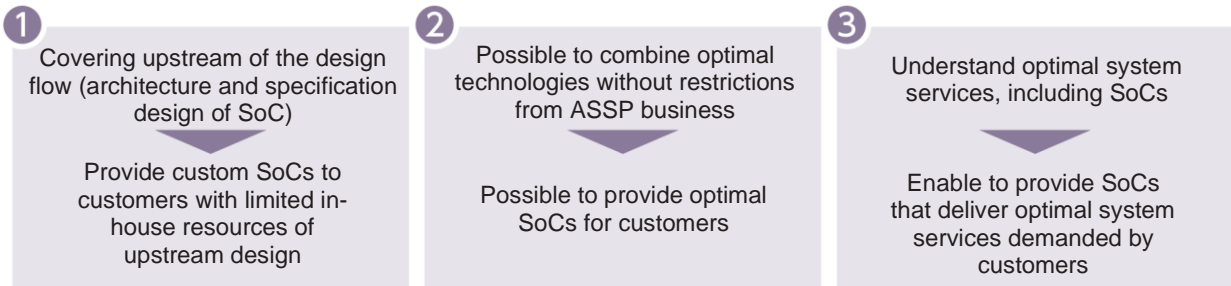 1
Covering upstream of the design
flow (architecture and specification
design of SoC)
Provide custom SoCs to
customers with limited in-
house resources of
upstream design
2
Possible to combine optimal
technologies without restrictions
from ASSP business
Possible to provide optimal
SoCs for customers
3
Understand optimal system
services, including SoCs
Enable to provide SoCs
that deliver optimal system
services demanded by
customers